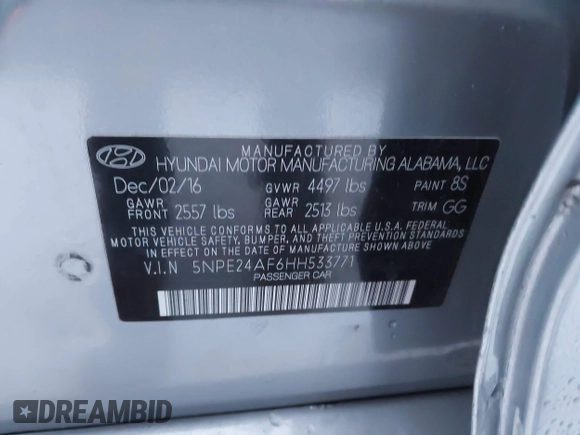 MANUFACTURED BY
HYUNDAI MOTOR MANUFACTURING ALABAMA, LLC
Dec/02/16 GVWR 4497 lbs PAINT 8S
GAWR FRONT 2557 lbs GAWR REAR 2513 lbs TRIM GG
THIS VEHICLE CONFORMS TO ALL APPLICABLE U.S.A. FEDERAL
MOTOR VEHICLE SAFETY, BUMPER, AND THEFT PREVENTION STANDARDS
IN EFFECT ON THE DATE OF MANUFACTURE SHOWN ABOVE.
V.I.N 5NPE24AF6HH533771
PASSENGER CAR
DREAMBID